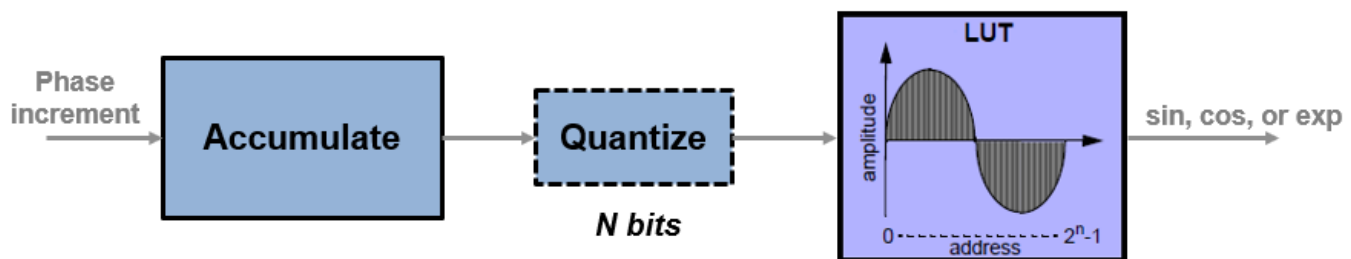 Phase
increment
Accumulate
Quantize
N bits
LUT
amplitude
0
2ⁿ-1
address
sin, cos, or exp